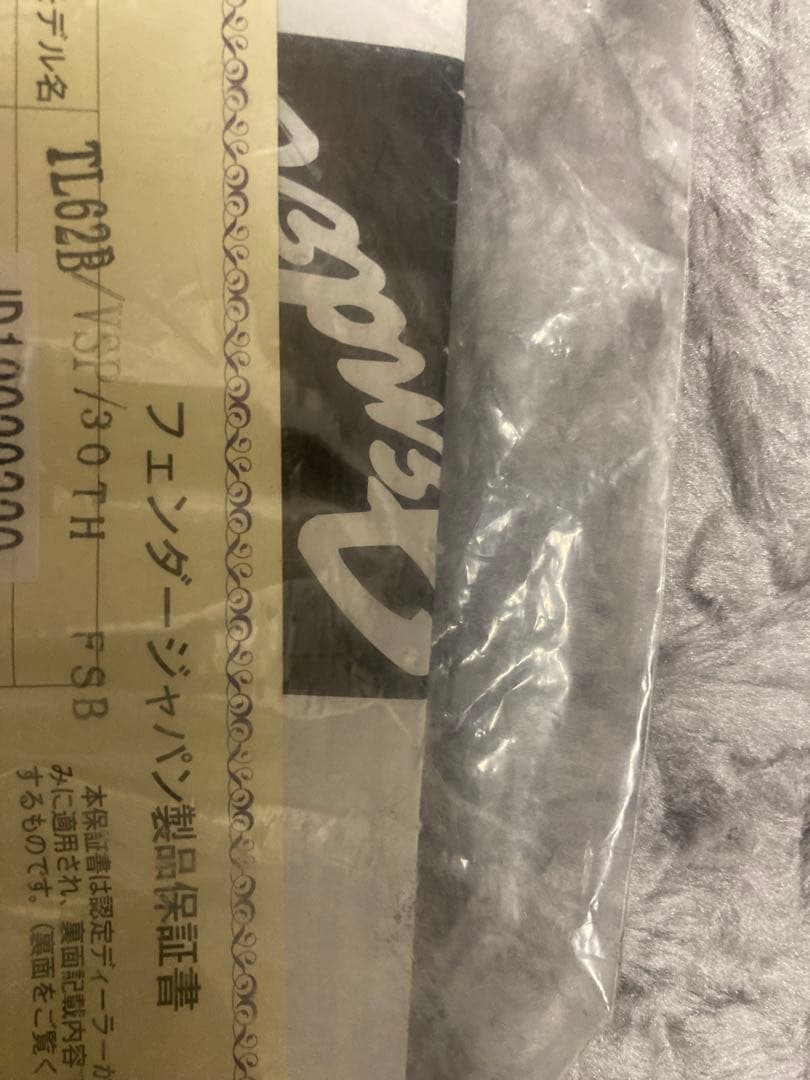 フェンダージャパン製品保証書
モデル名
TL62B/VSP/30TH FSB
本保証書は認定ディーラーカ
みに適用され、裏面記載内容
するものです。(裏面をご覧く